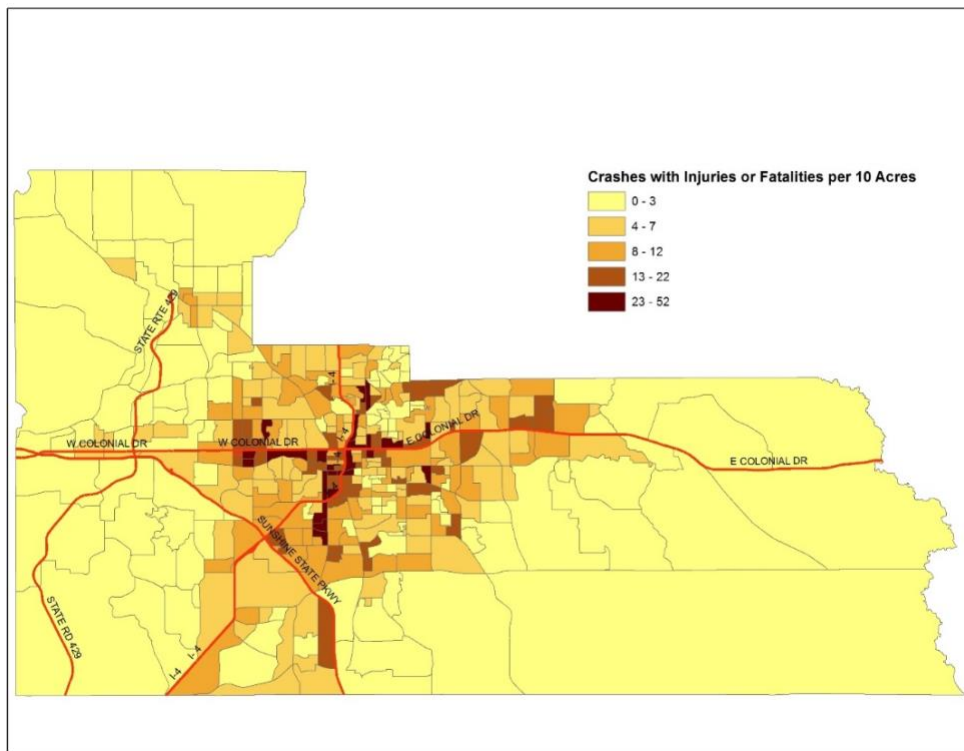 Crashes with Injuries or Fatalities per 10 Acres
0 - 3
4 - 7
8 - 12
13 - 22
23 - 52
STATE RTE 429
I-4
I-4
W COLONIAL DR
W COLONIAL DR
E COLONIAL DR
E COLONIAL DR
SUNSHINE STATE PKWY
STATE RD 429
I-4
I-4